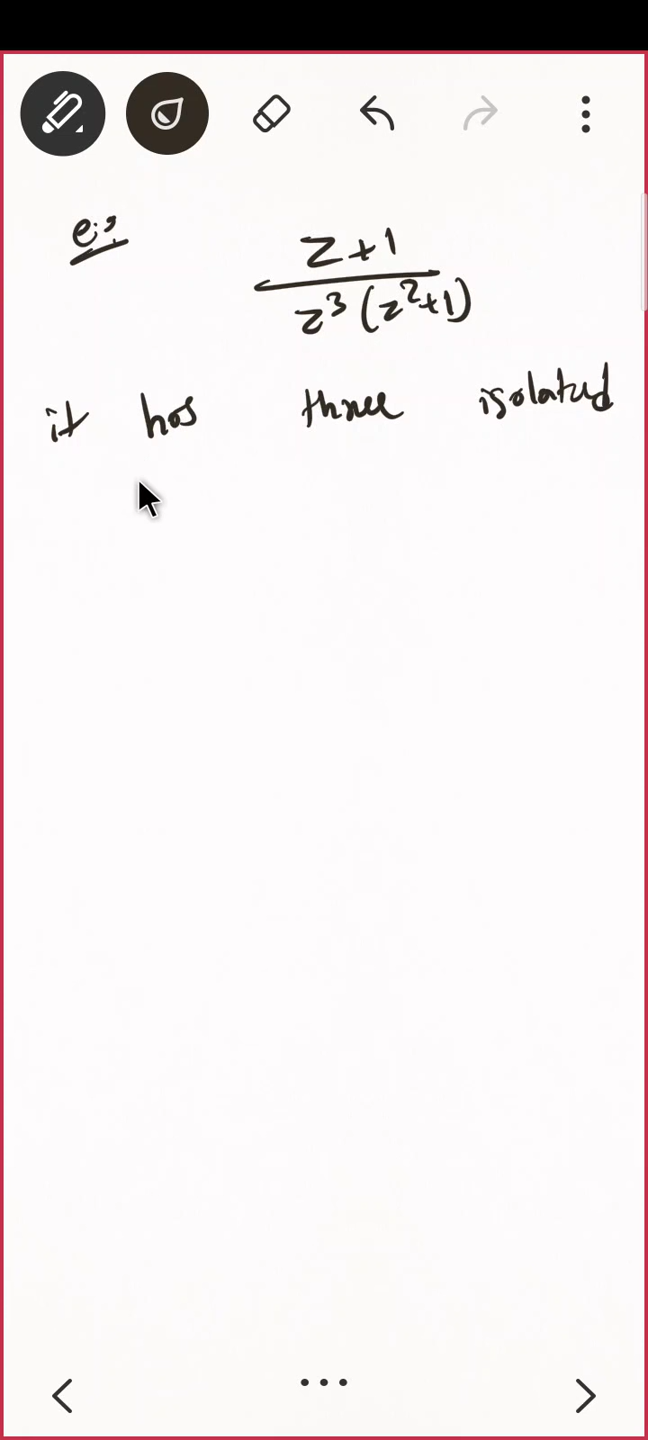 e:,
z+1
z³(z²+1)
it has three isolated